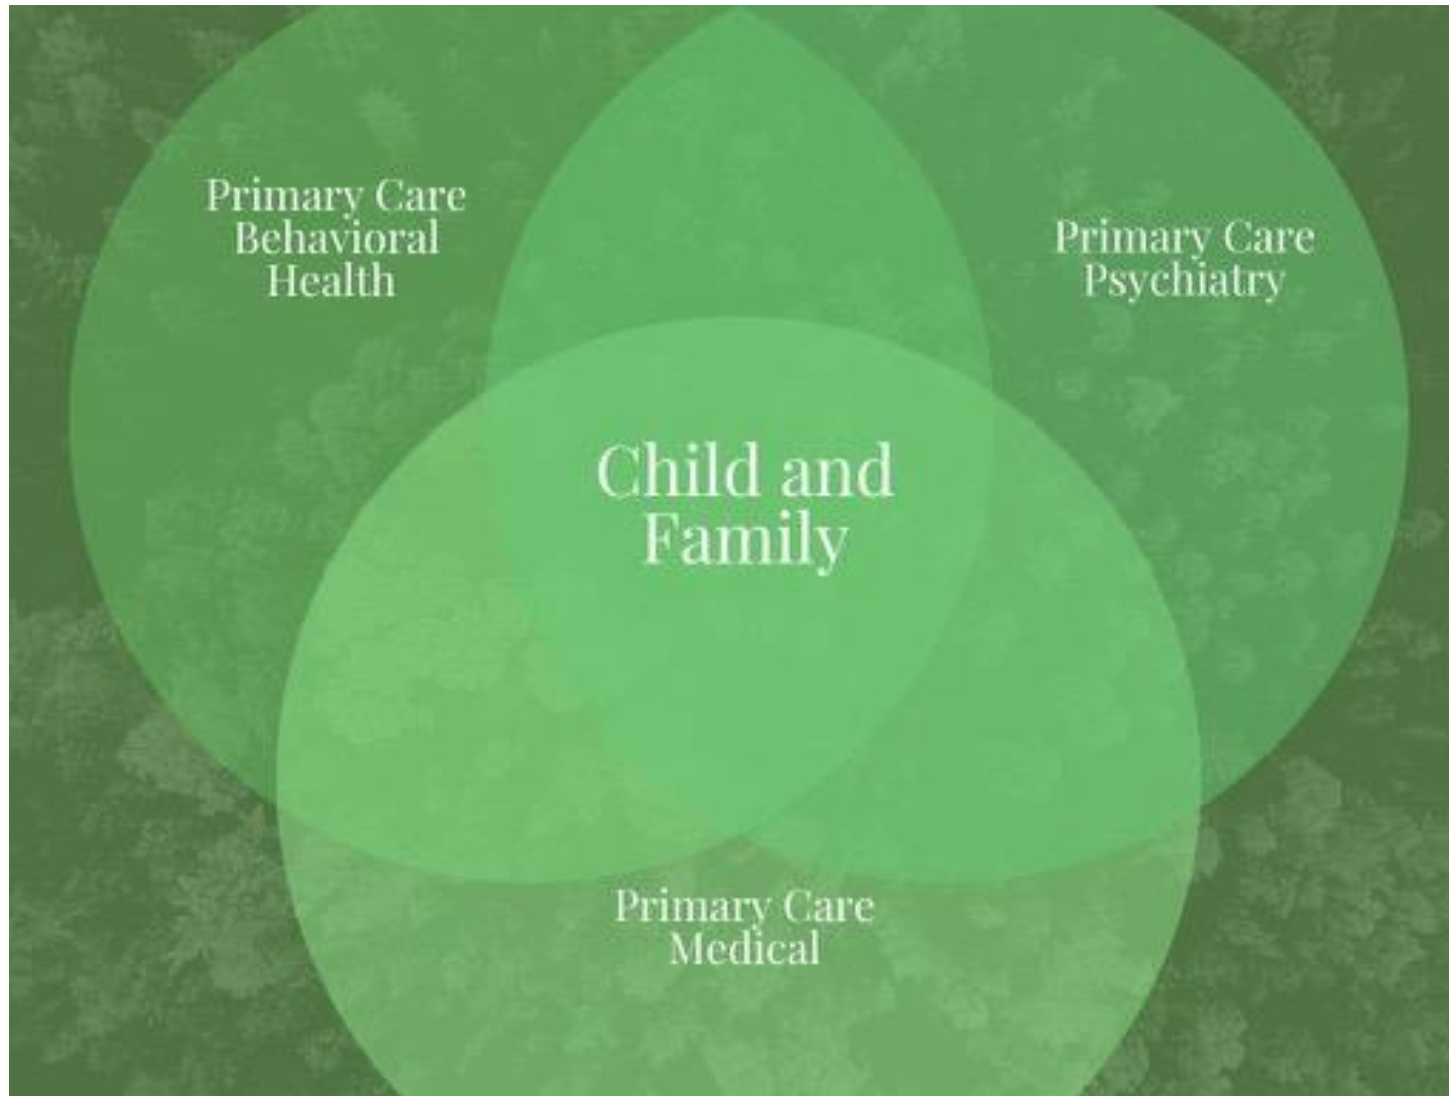 Primary Care
Behavioral
Health
Primary Care
Psychiatry
Child and
Family
Primary Care
Medical